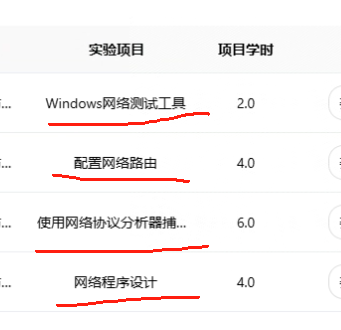 实验项目 项目学时
Windows网络测试工具 2.0
配置网络路由 4.0
使用网络协议分析器捕... 6.0
网络程序设计 4.0